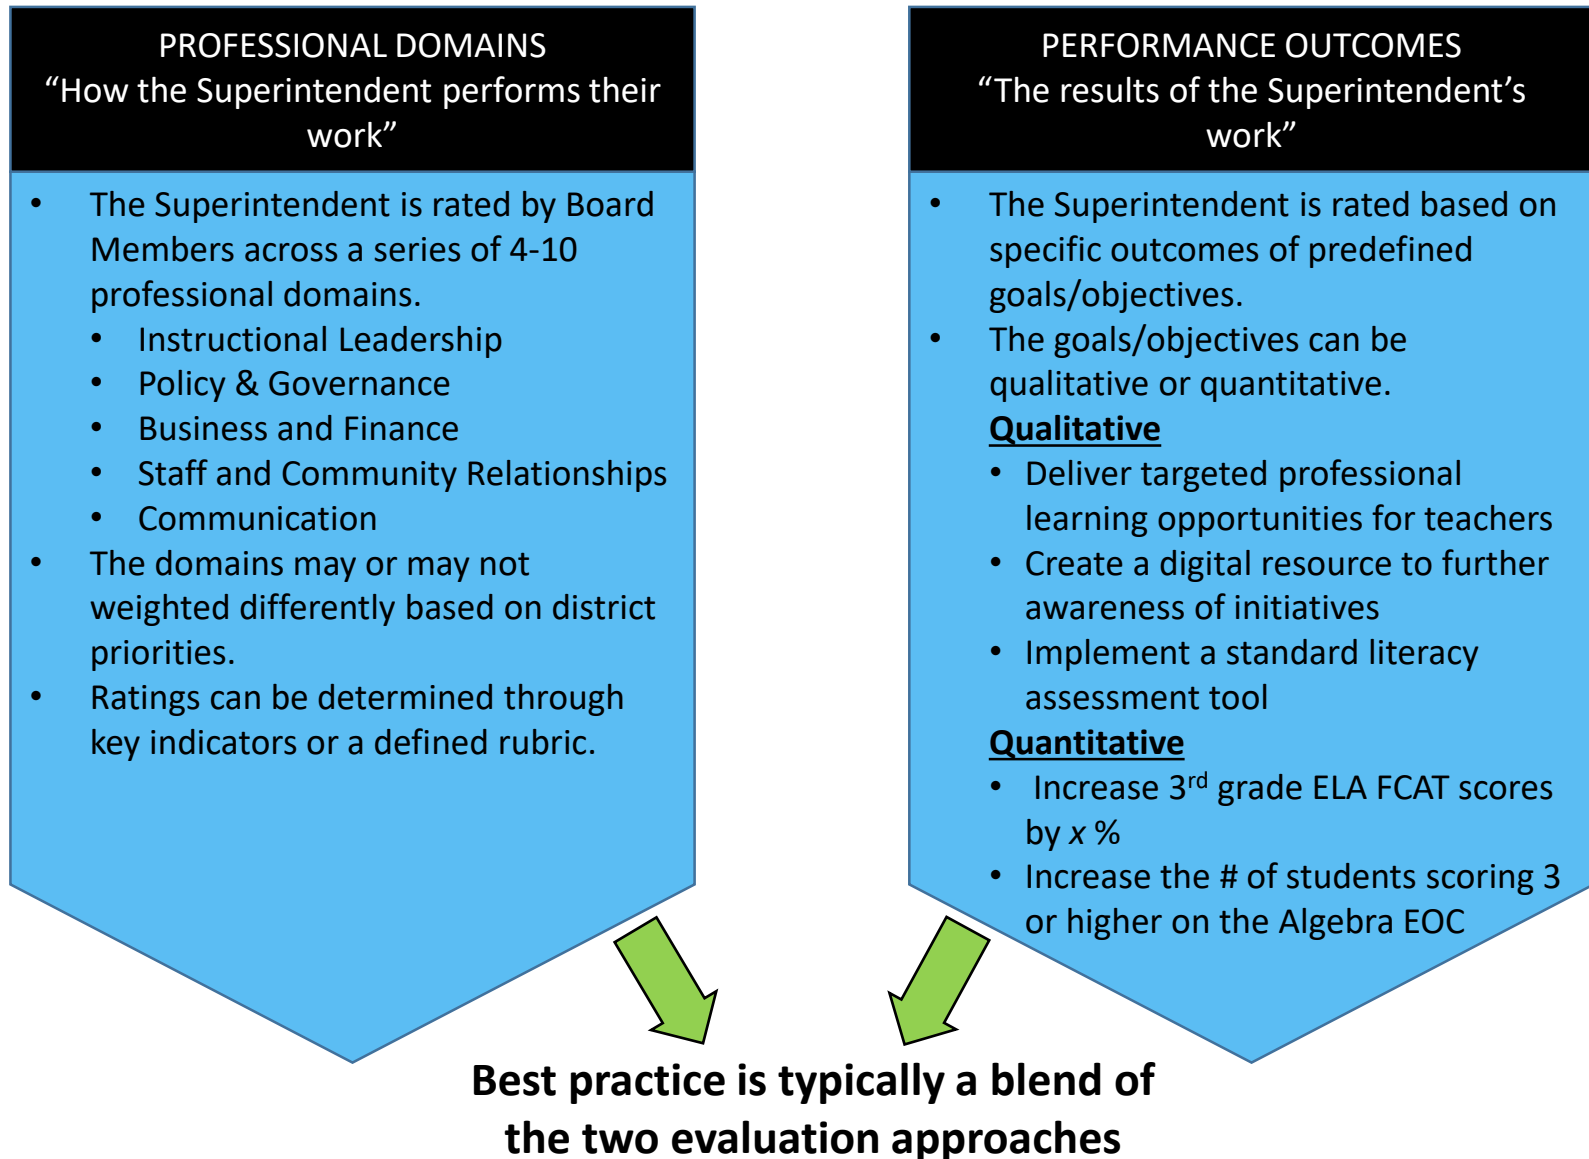 PROFESSIONAL DOMAINS
“How the Superintendent performs their
work”
• The Superintendent is rated by Board
Members across a series of 4-10
professional domains.
• Instructional Leadership
• Policy & Governance
• Business and Finance
• Staff and Community Relationships
• Communication
• The domains may or may not
weighted differently based on district
priorities.
• Ratings can be determined through
key indicators or a defined rubric.
PERFORMANCE OUTCOMES
“The results of the Superintendent’s
work”
• The Superintendent is rated based on
specific outcomes of predefined
goals/objectives.
• The goals/objectives can be
qualitative or quantitative.
Qualitative
• Deliver targeted professional
learning opportunities for teachers
• Create a digital resource to further
awareness of initiatives
• Implement a standard literacy
assessment tool
Quantitative
• Increase 3rd grade ELA FCAT scores
by x %
• Increase the # of students scoring 3
or higher on the Algebra EOC
Best practice is typically a blend of
the two evaluation approaches